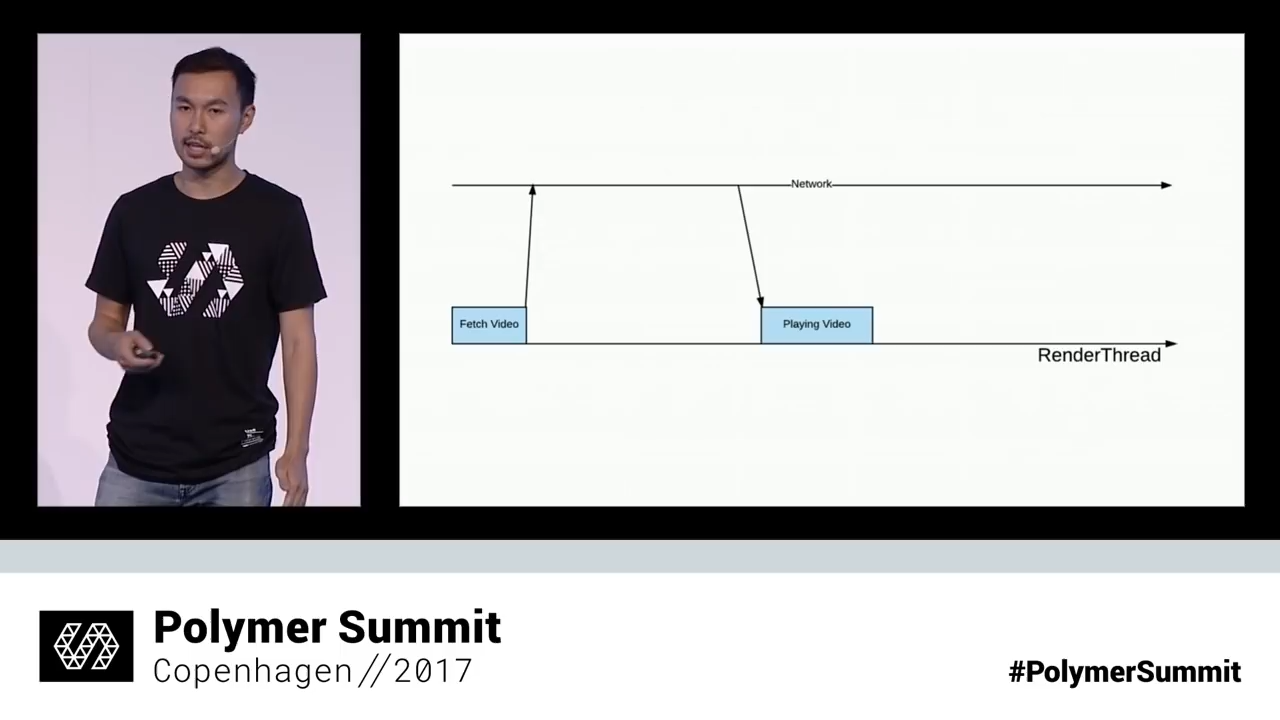 Network
Fetch Video
Playing Video
RenderThread
Polymer Summit
Copenhagen//2017
#PolymerSummit